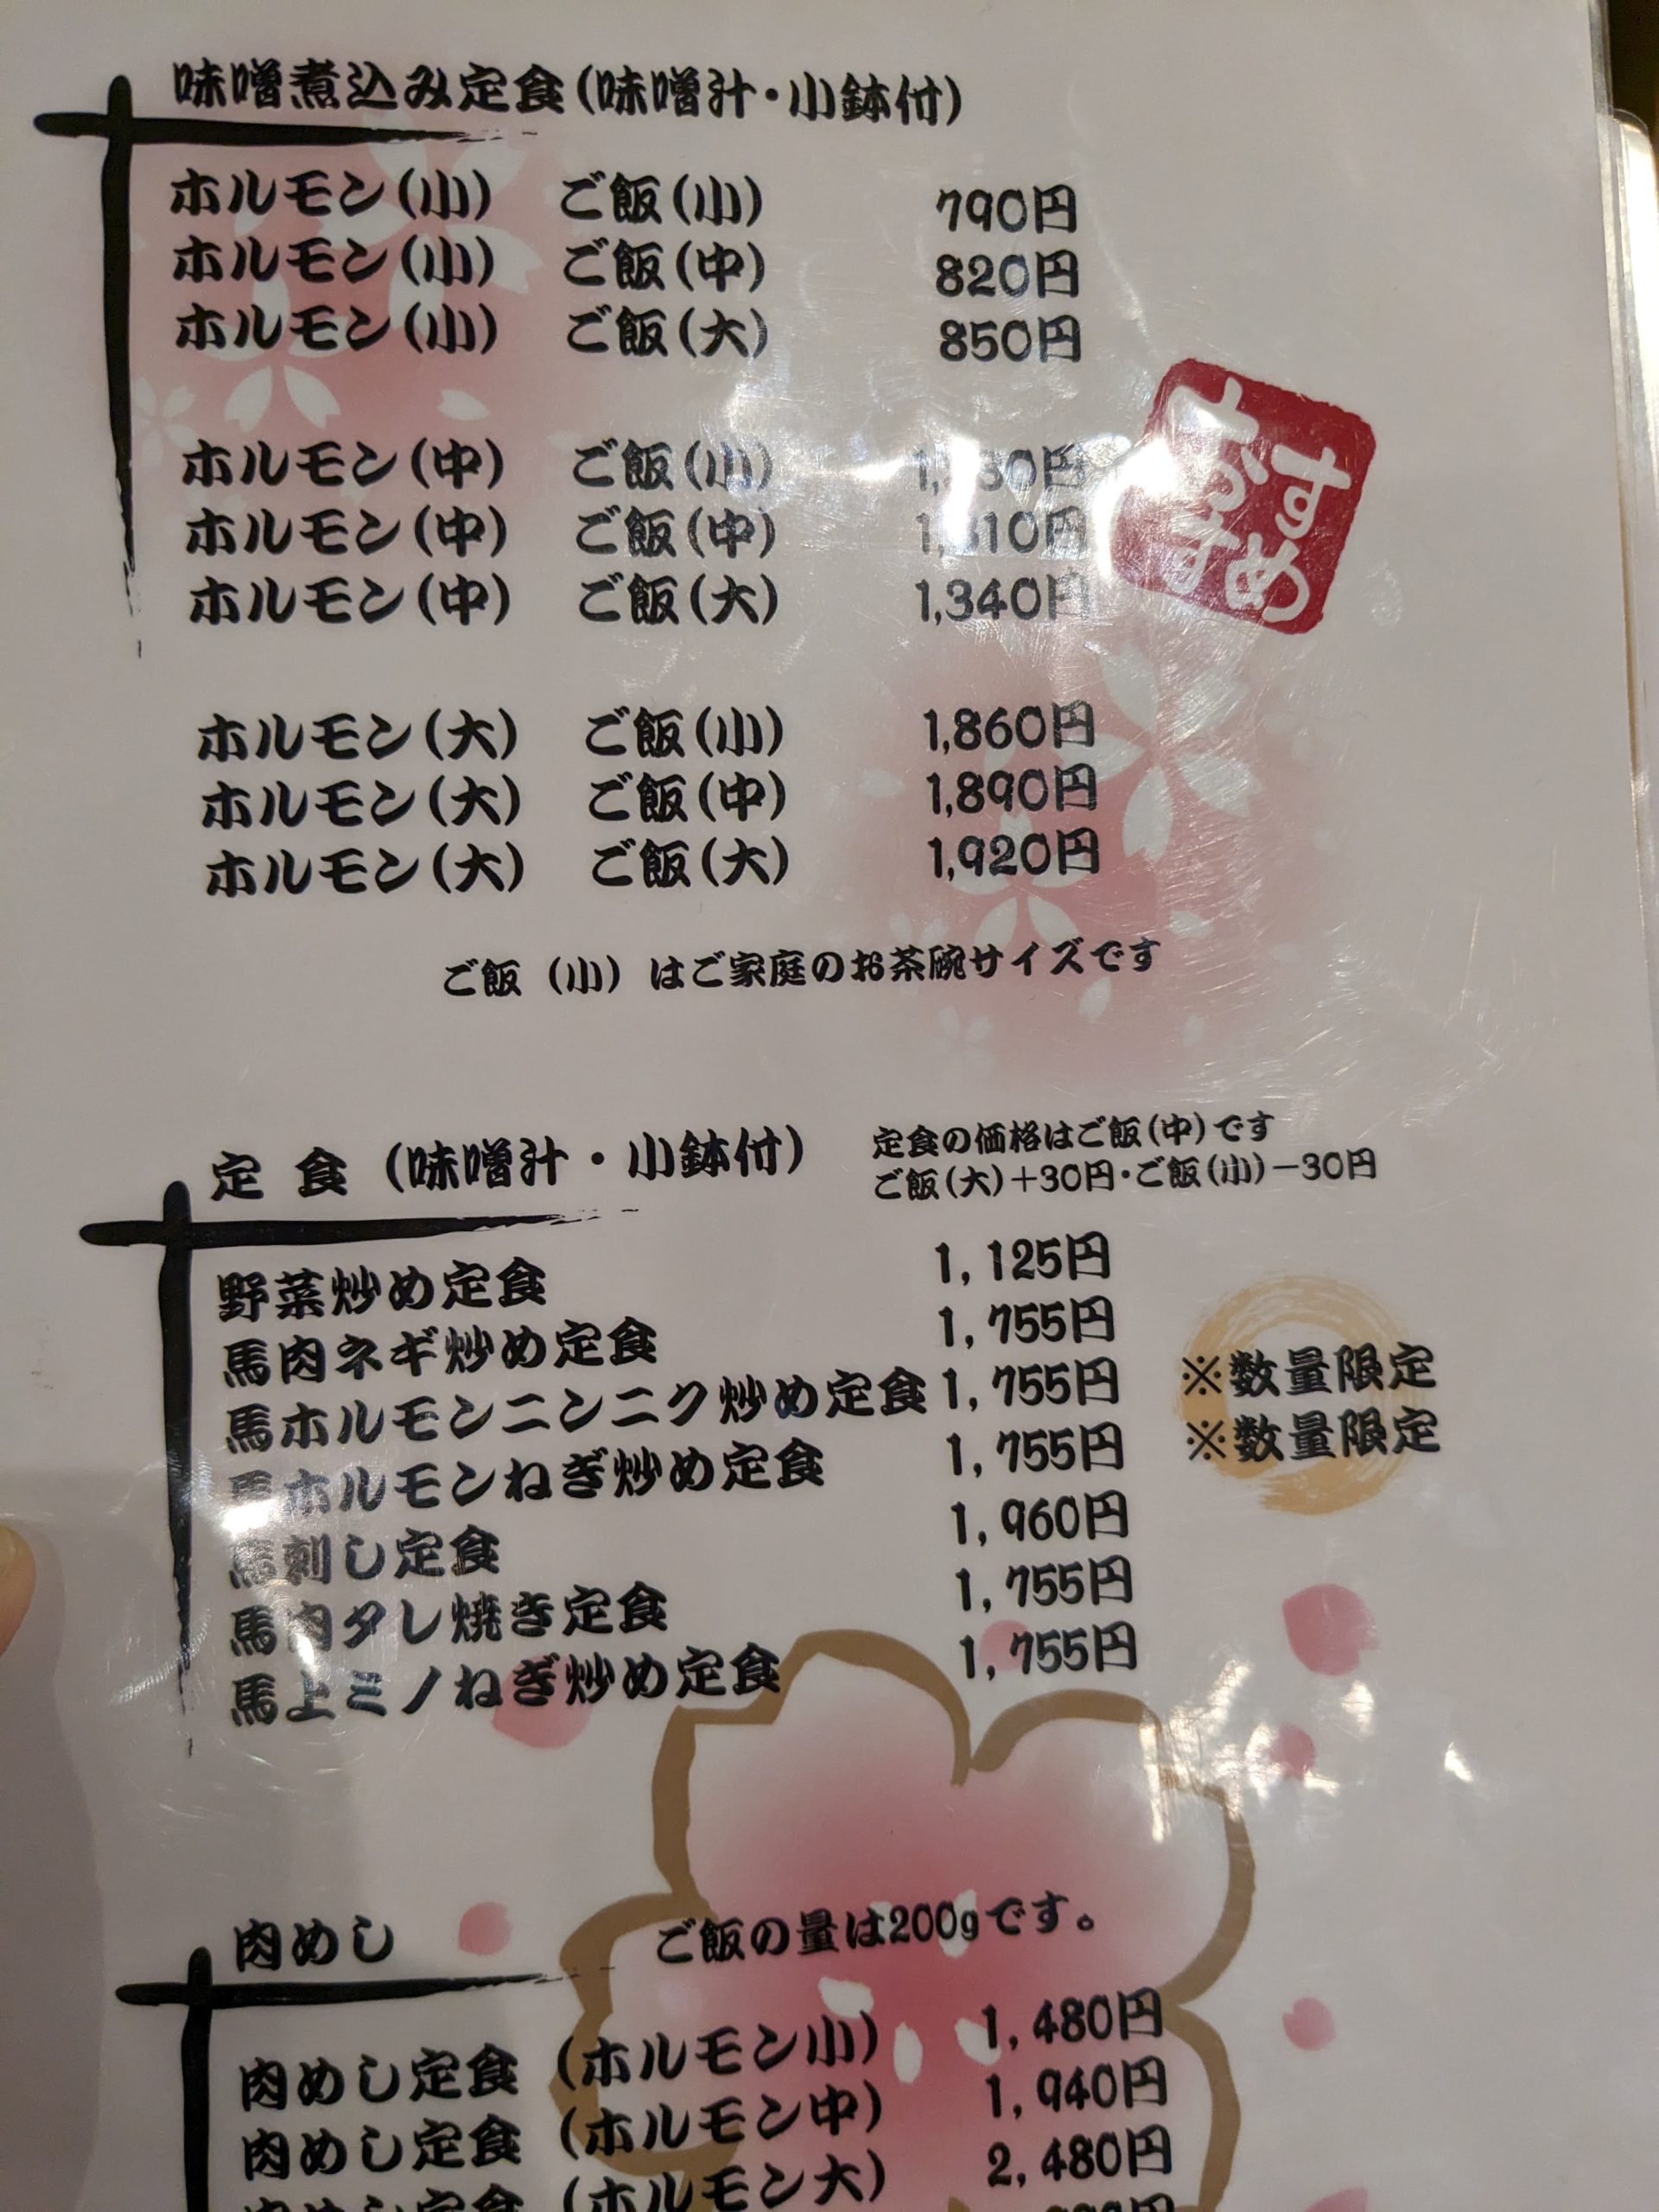 味噌煮込み定食(味噌汁・小鉢付)
ホルモン(小) ご飯(小) 790円
ホルモン(小) ご飯(中) 820円
ホルモン(小) ご飯(大) 850円
おすすめ
ホルモン(中) ご飯(小)
ホルモン(中) ご飯(中)
ホルモン(中) ご飯(大) 1,340円
ホルモン(大) ご飯(小) 1,860円
ホルモン(大) ご飯(中) 1,890円
ホルモン(大) ご飯(大) 1,920円
ご飯(小)はご家庭のお茶碗サイズです
定食(味噌汁・小鉢付)
定食の価格はご飯(中)です
ご飯(大)+30円・ご飯(小)−30円
野菜炒め定食 1,125円
馬肉ネギ炒め定食 1,755円
馬ホルモンニンニク炒め定食 1,755円 ※数量限定
馬ホルモンねぎ炒め定食 1,755円 ※数量限定
馬刺し定食 1,960円
馬肉タレ焼き定食 1,755円
馬上ミノねぎ炒め定食 1,755円
肉めし ご飯の量は200gです。
肉めし定食(ホルモン小) 1,480円
肉めし定食(ホルモン中) 1,940円
肉めし定食(ホルモン大) 2,480円